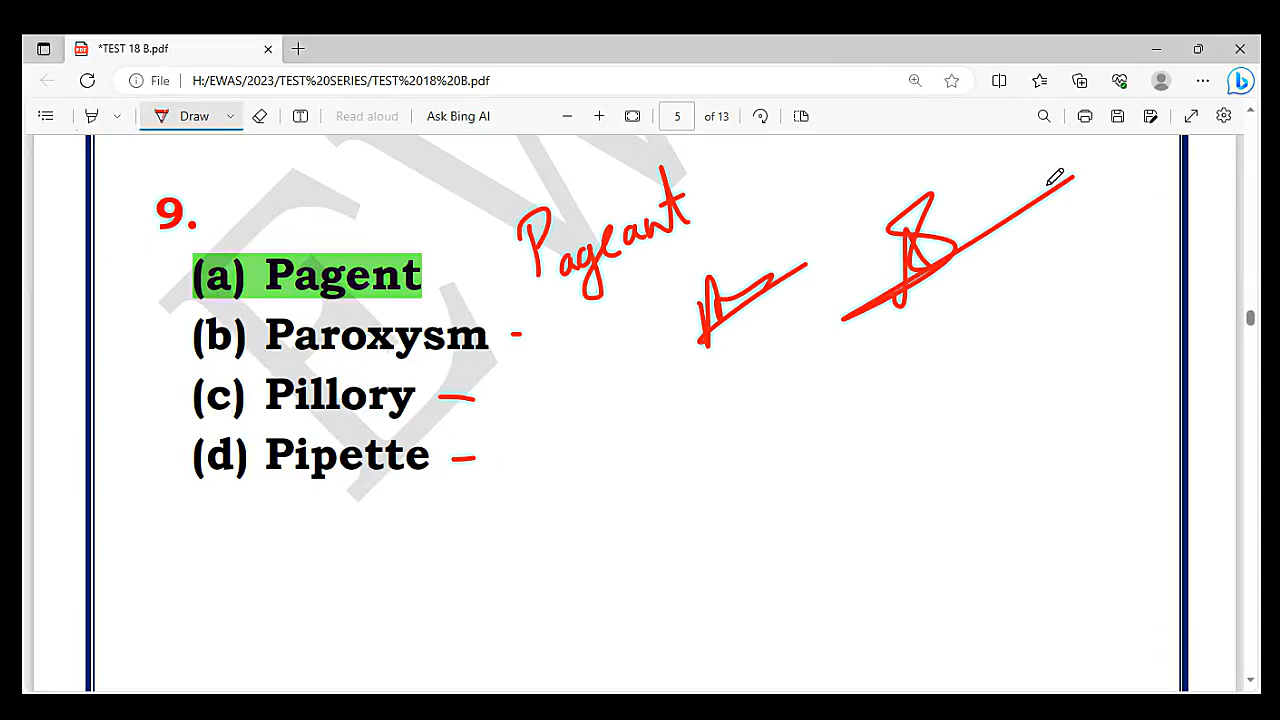 *TEST 18 B.pdf
File H:/EWAS/2023/TEST%20SERIES/TEST%2018%20B.pdf
Draw Read aloud Ask Bing AI 5 of 13
9.
Pageant
(a) Pagent
(b) Paroxysm -
(c) Pillory -
(d) Pipette -